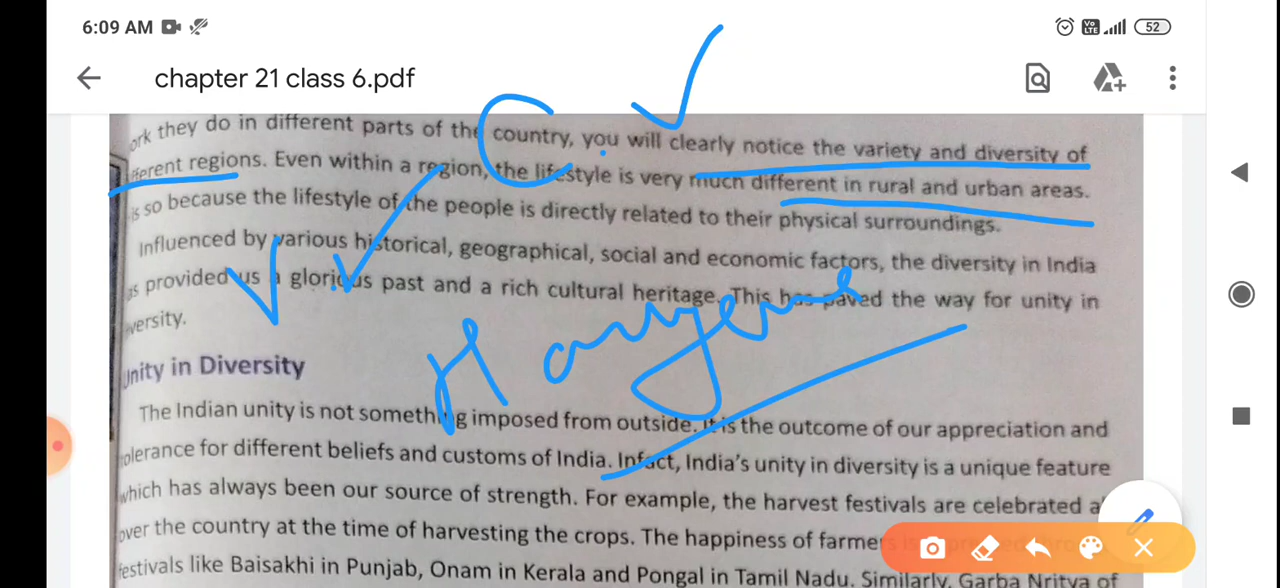 6:09 AM
Vo LTE
52
chapter 21 class 6.pdf
ork they do in different parts of the country, you will clearly notice the variety and diversity of
fferent regions. Even within a region, the lifestyle is very much different in rural and urban areas.
is so because the lifestyle of the people is directly related to their physical surroundings.
Influenced by various historical, geographical, social and economic factors, the diversity in India
as provided us a glorious past and a rich cultural heritage. This has paved the way for unity in
versity.
Unity in Diversity
The Indian unity is not something imposed from outside. It is the outcome of our appreciation and
olerance for different beliefs and customs of India. Infact, India's unity in diversity is a unique feature
which has always been our source of strength. For example, the harvest festivals are celebrated a
over the country at the time of harvesting the crops. The happiness of farme
festivals like Baisakhi in Punjab, Onam in Kerala and Pongal in Tamil Nadu. Similarly, Garba Nritya of